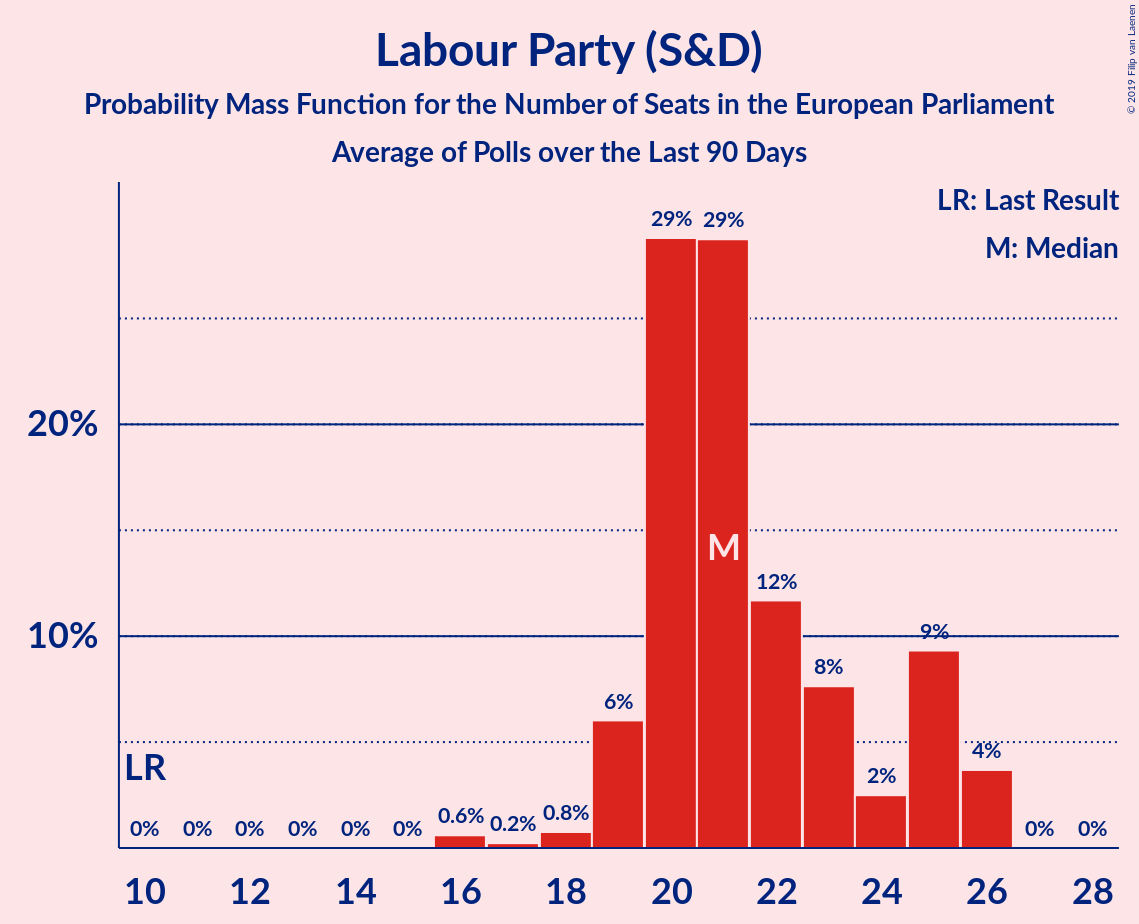 Labour Party (S&D)
Probability Mass Function for the Number of Seats in the European Parliament
Average of Polls over the Last 90 Days
© 2019 Filip van Laenen
LR: Last Result
M: Median
29% 29%
20%
M
12%
10%
9%
8%
6%
4%
LR
2%
0% 0% 0% 0% 0% 0% 0.6% 0.2% 0.8% 0% 0%
10 12 14 16 18 20 22 24 26 28